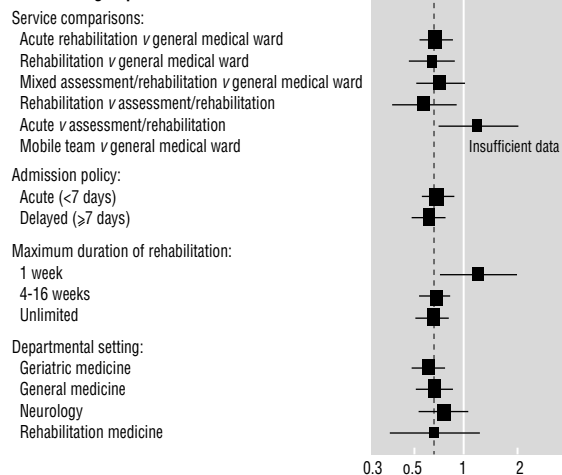 Service comparisons:
Acute rehabilitation v general medical ward
Rehabilitation v general medical ward
Mixed assessment/rehabilitation v general medical ward
Rehabilitation v assessment/rehabilitation
Acute v assessment/rehabilitation
Mobile team v general medical ward Insufficient data
Admission policy:
Acute (<7 days)
Delayed (⩾7 days)
Maximum duration of rehabilitation:
1 week
4-16 weeks
Unlimited
Departmental setting:
Geriatric medicine
General medicine
Neurology
Rehabilitation medicine
0.3 o.5 1 2